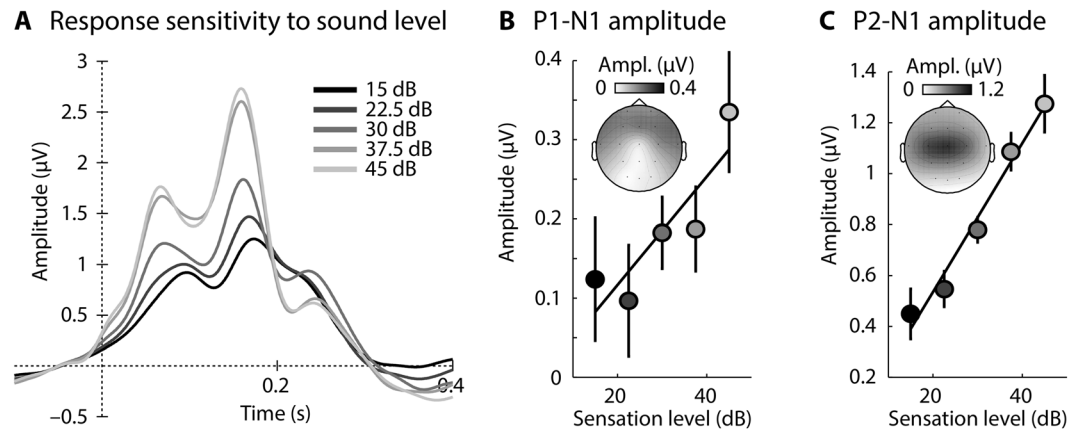 A Response sensitivity to sound level
3
2.5
2
1.5
1
0.5
−0.5
Amplitude (µV)
15 dB
22.5 dB
30 dB
37.5 dB
45 dB
0.2
0.4
Time (s)
B P1-N1 amplitude
0.4
0.3
0.2
0.1
0
Amplitude (µV)
Ampl. (µV)
0 0.4
20 40
Sensation level (dB)
C P2-N1 amplitude
1.4
1.2
1
0.8
0.6
0.4
0.2
Amplitude (µV)
Ampl. (µV)
0 1.2
20 40
Sensation level (dB)